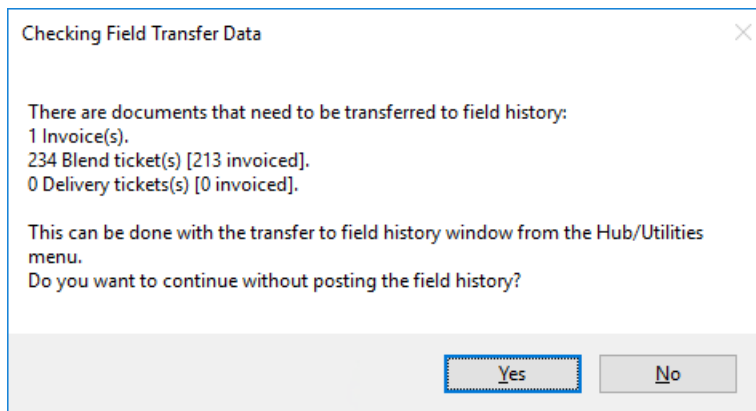 Checking Field Transfer Data
There are documents that need to be transferred to field history:
1 Invoice(s).
234 Blend ticket(s) [213 invoiced].
0 Delivery tickets(s) [0 invoiced].
This can be done with the transfer to field history window from the Hub/Utilities
menu.
Do you want to continue without posting the field history?
Yes
No